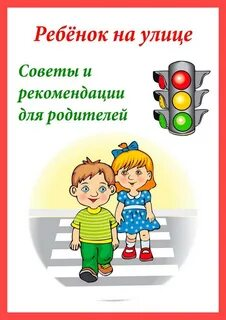 Ребёнок на улице
Советы и
рекомендации
для родителей